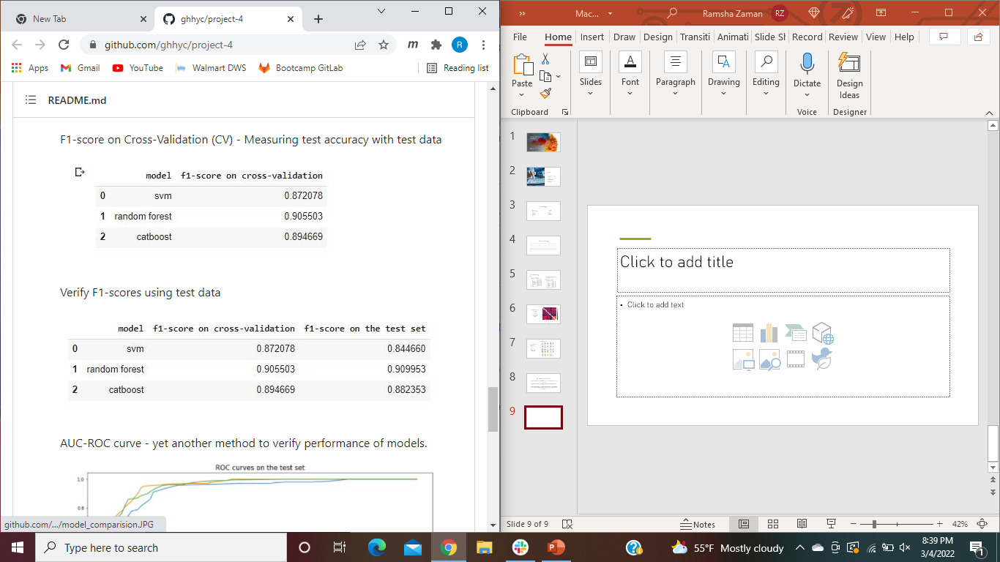 New Tab
ghhyc/project-4
github.com/ghhyc/project-4
m
R
Apps
Gmail
YouTube
Walmart DWS
Bootcamp GitLab
Reading list
README.md
F1-score on Cross-Validation (CV) - Measuring test accuracy with test data
model f1-score on cross-validation
0 svm 0.872078
1 random forest 0.905503
2 catboost 0.894669
Verify F1-scores using test data
model f1-score on cross-validation f1-score on the test set
0 svm 0.872078 0.844660
1 random forest 0.905503 0.909953
2 catboost 0.894669 0.882353
AUC-ROC curve - yet another method to verify performance of models.
ROC curves on the test set
1.0
0.8
github.com/.../model_comparision.JPG
Mac...
Ramsha Zaman RZ
File Home Insert Draw Design Transiti Animati Slide Sh Record Review View Help
Paste
Slides
Font
Paragraph
Drawing
Editing
Dictate
Design
Ideas
Clipboard
Voice
Designer
1
2
3
4
5
6
7
8
9
Click to add title
• Click to add text
Slide 9 of 9
Notes
42%
Type here to search
55°F Mostly cloudy
8:39 PM
3/4/2022
1